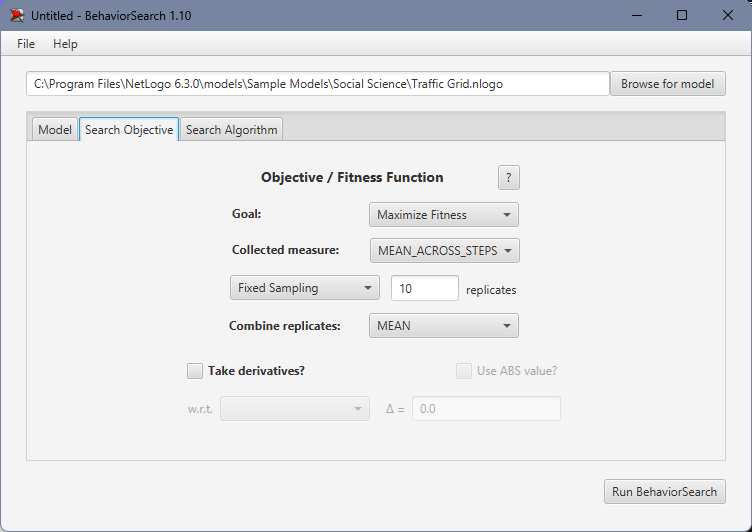 Untitled - BehaviorSearch 1.10
File Help
C:\Program Files\NetLogo 6.3.0\models\Sample Models\Social Science\Traffic Grid.nlogo Browse for model
Model Search Objective Search Algorithm
Objective / Fitness Function ?
Goal: Maximize Fitness
Collected measure: MEAN_ACROSS_STEPS
Fixed Sampling 10 replicates
Combine replicates: MEAN
Take derivatives? Use ABS value?
w.r.t. Δ = 0.0
Run BehaviorSearch